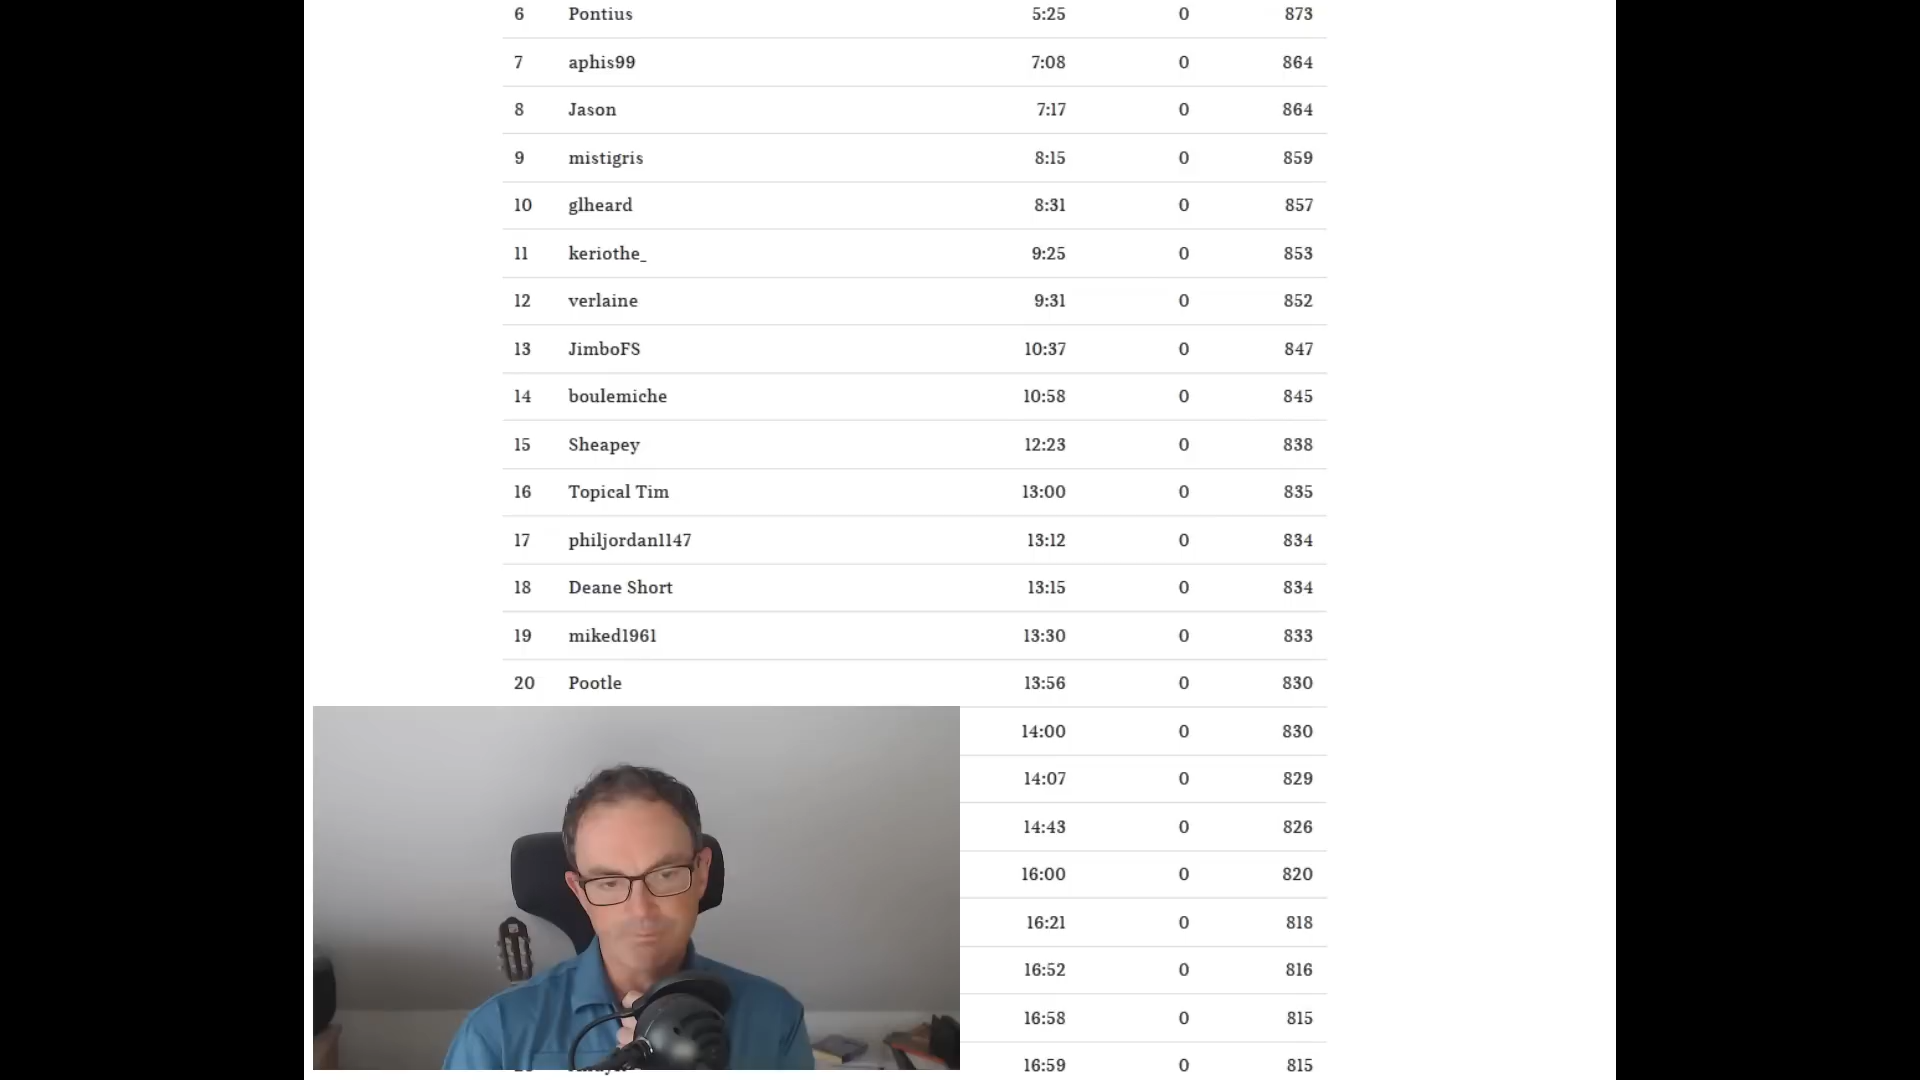 6 Pontius 5:25 0 873
7 aphis99 7:08 0 864
8 Jason 7:17 0 864
9 mistigris 8:15 0 859
10 glheard 8:31 0 857
11 keriothe_ 9:25 0 853
12 verlaine 9:31 0 852
13 JimboFS 10:37 0 847
14 boulemiche 10:58 0 845
15 Sheapey 12:23 0 838
16 Topical Tim 13:00 0 835
17 philjordan1147 13:12 0 834
18 Deane Short 13:15 0 834
19 miked1961 13:30 0 833
20 Pootle 13:56 0 830
14:00 0 830
14:07 0 829
14:43 0 826
16:00 0 820
16:21 0 818
16:52 0 816
16:58 0 815
16:59 0 815